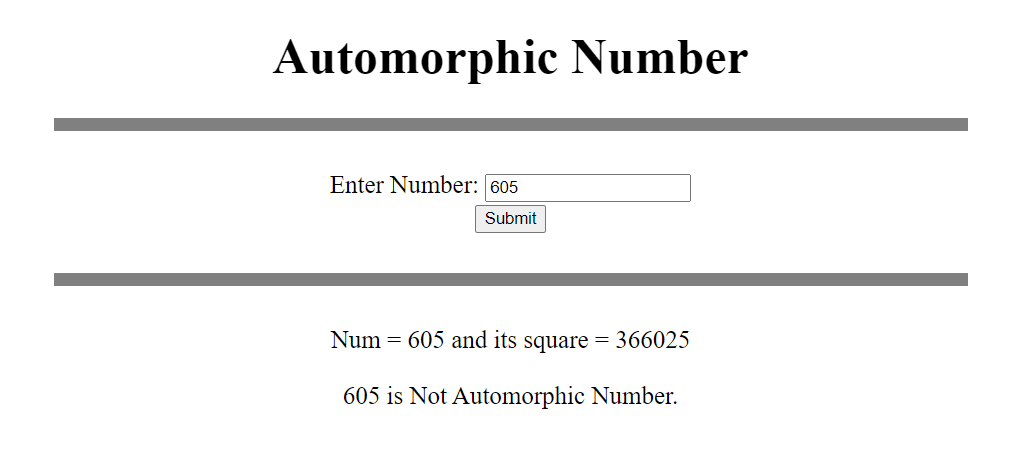 Automorphic Number
Enter Number: 605
Submit
Num = 605 and its square = 366025
605 is Not Automorphic Number.